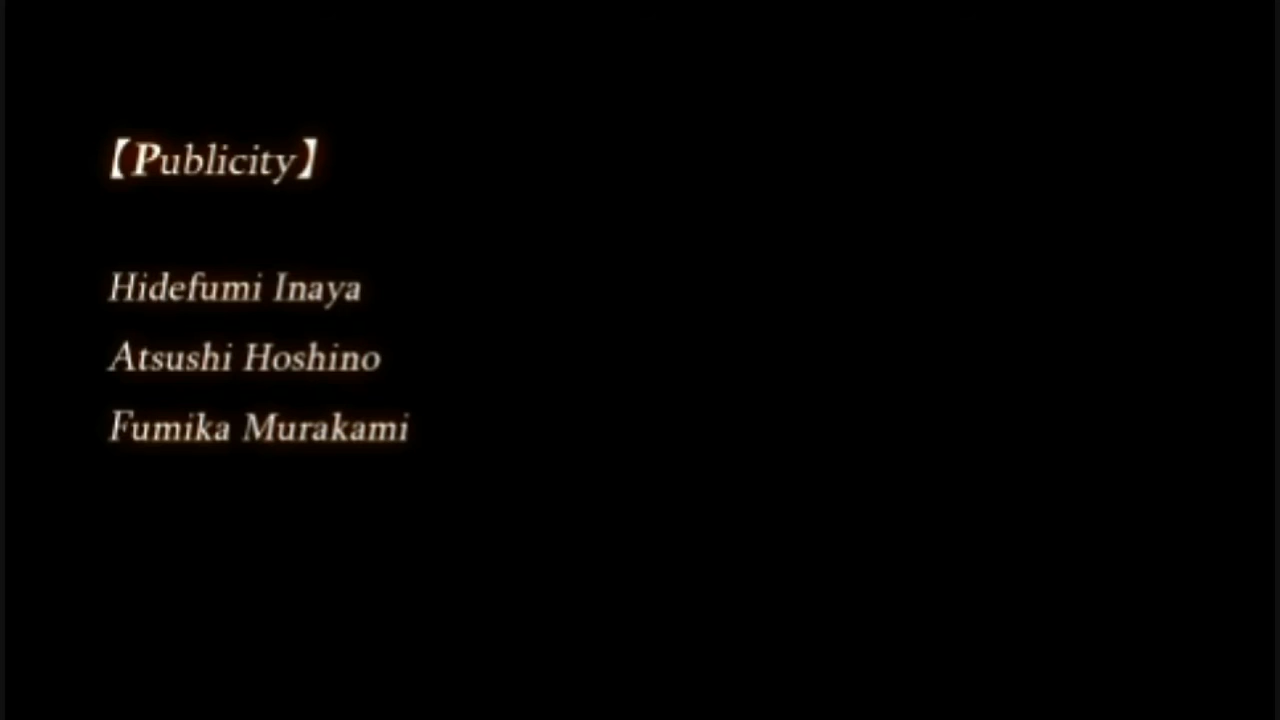 【Publicity】
Hidefumi Inaya
Atsushi Hoshino
Fumika Murakami